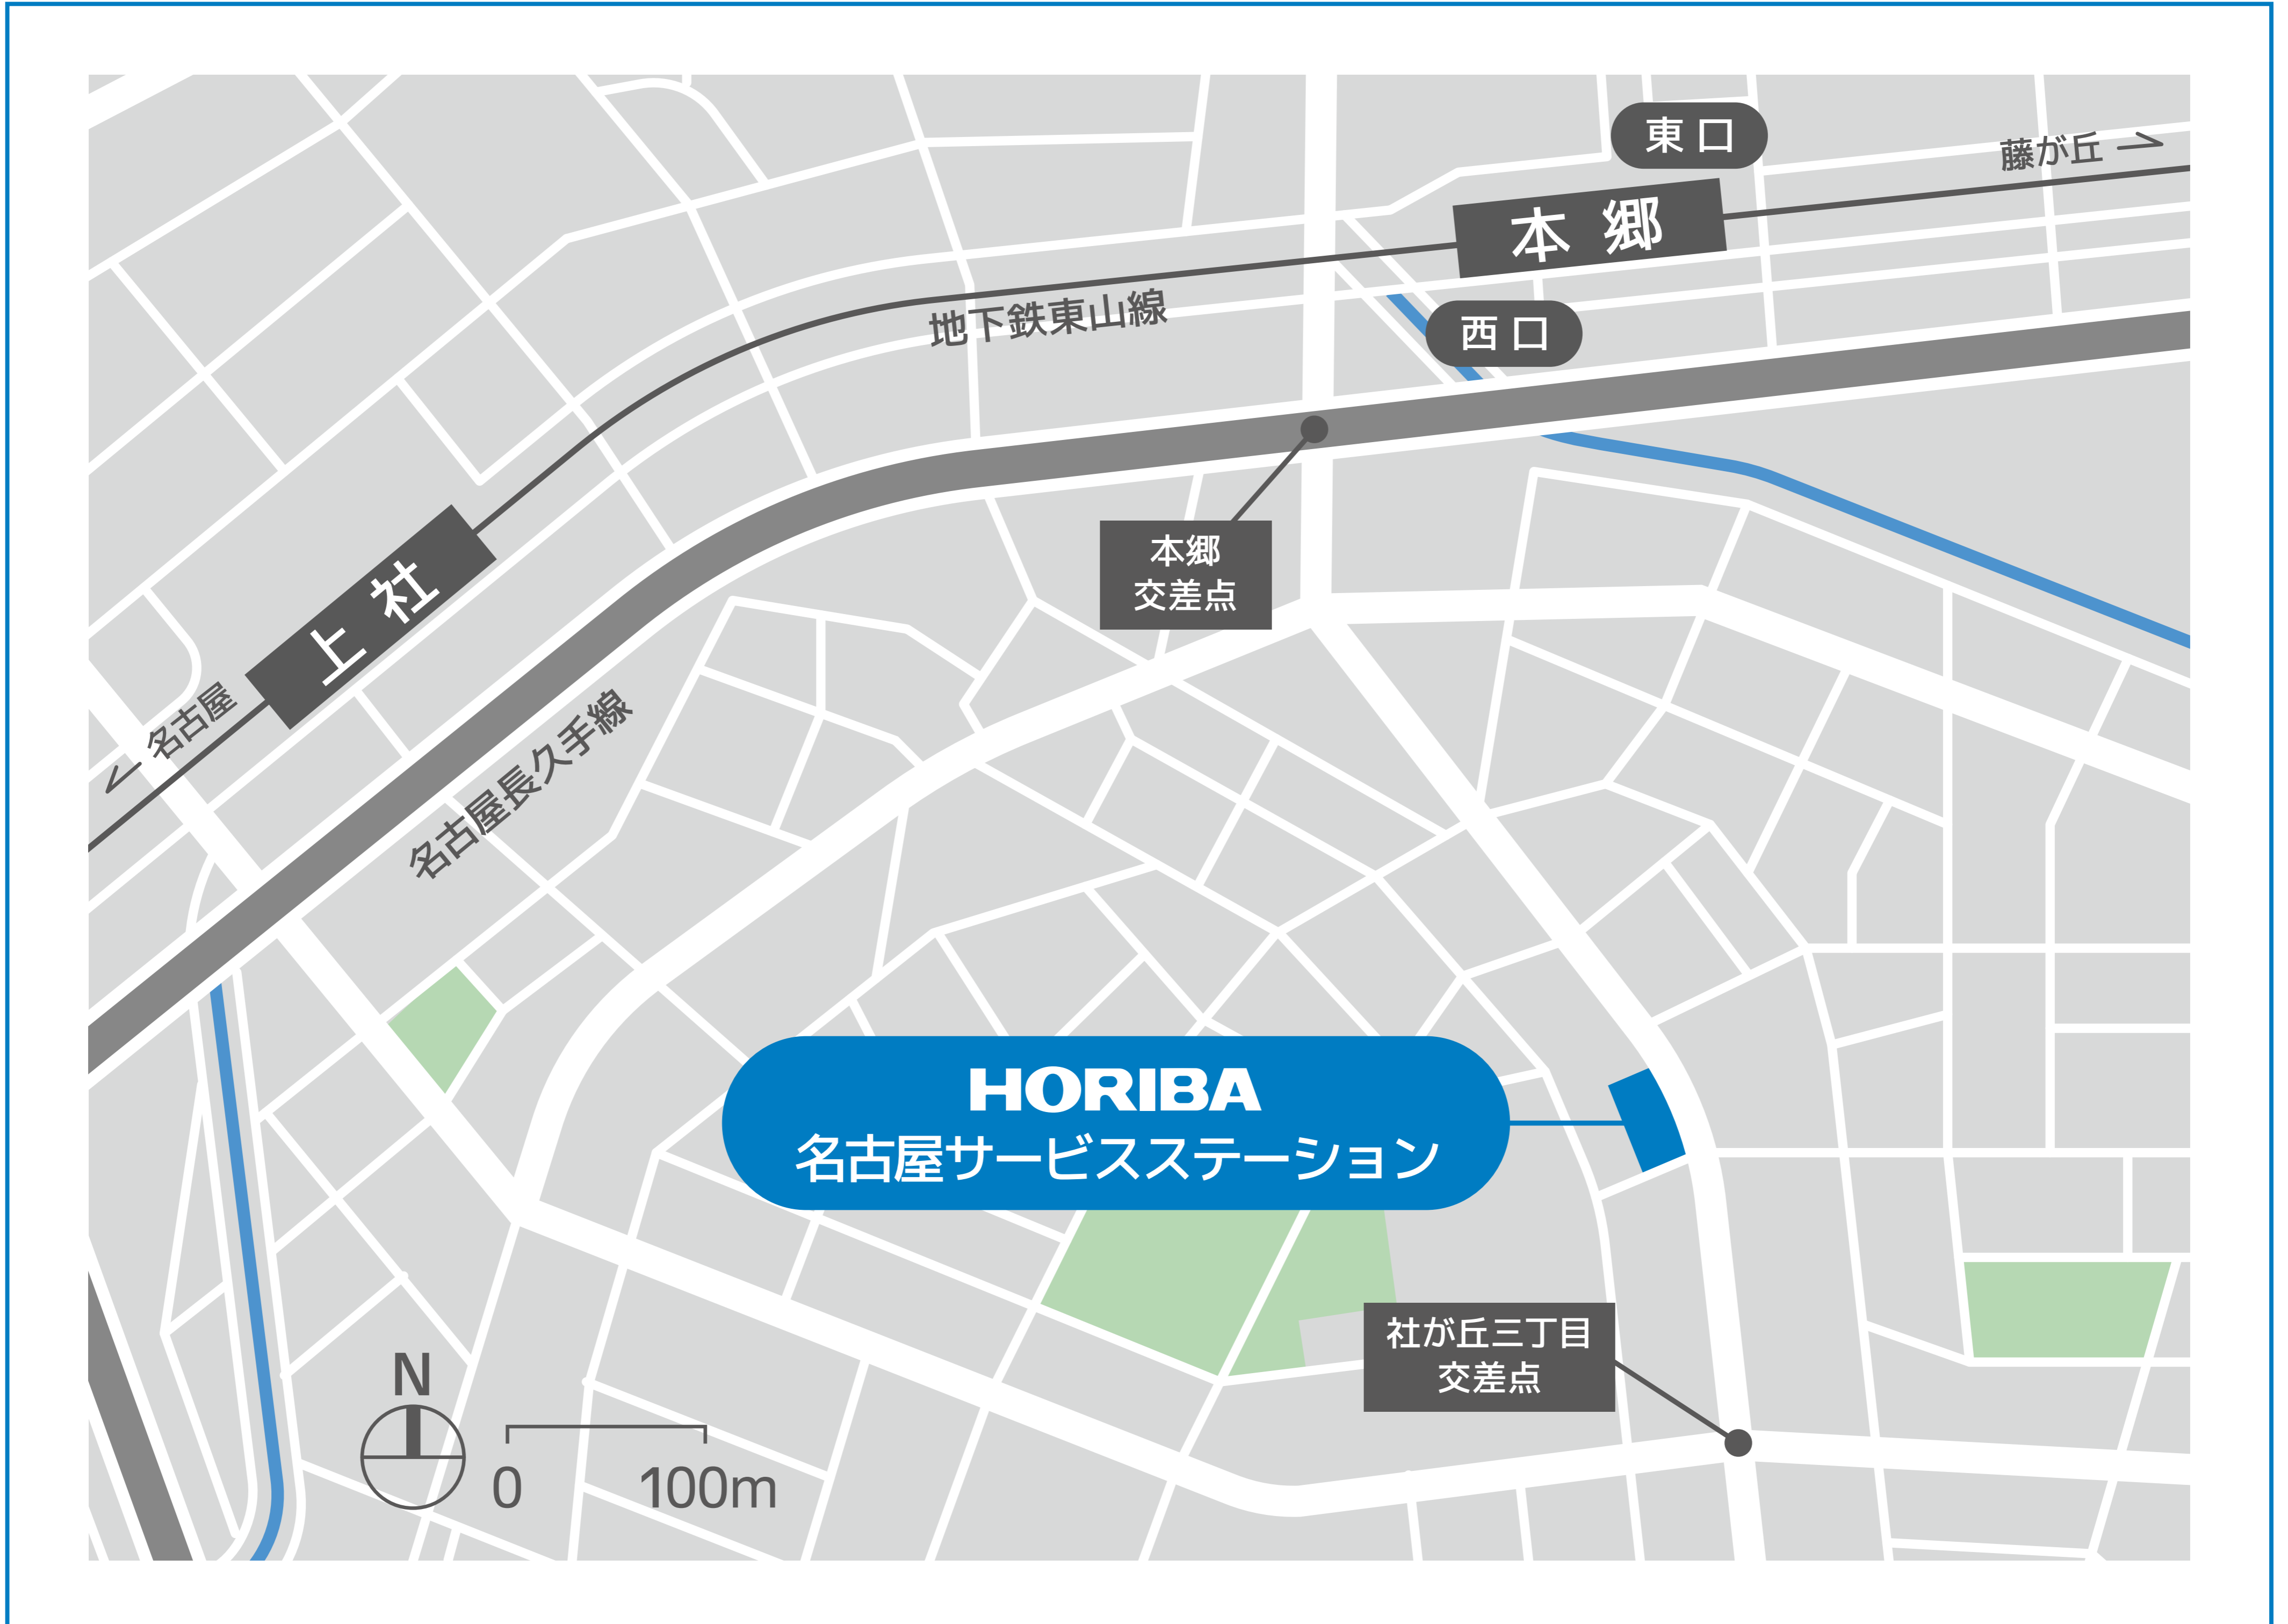 東口
藤が丘
本郷
地下鉄東山線
西口
本郷
交差点
上社
名古屋
名古屋長久手線
HORIBA
名古屋サービスステーション
社が丘三丁目
交差点
N
0 100m